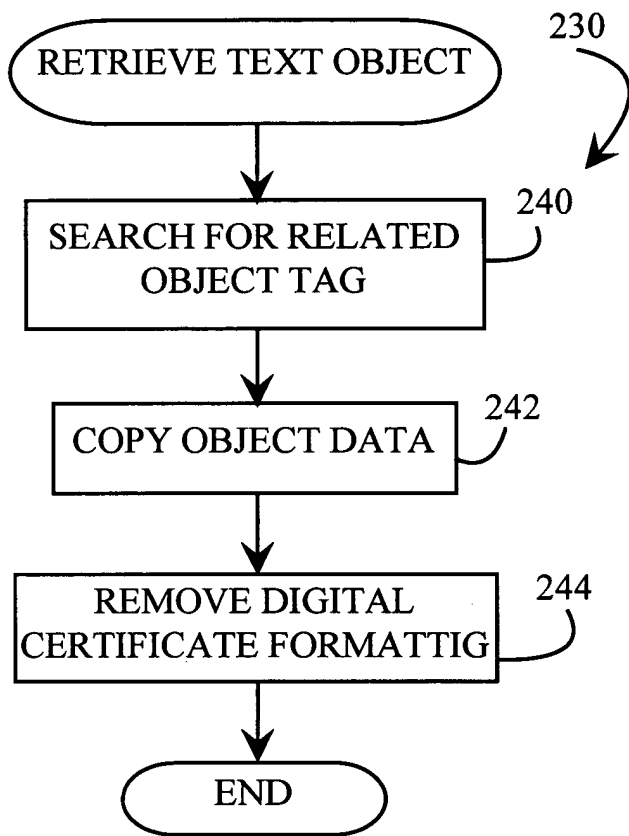 RETRIEVE TEXT OBJECT
230
240
SEARCH FOR RELATED
OBJECT TAG
242
COPY OBJECT DATA
244
REMOVE DIGITAL
CERTIFICATE FORMATTIG
END